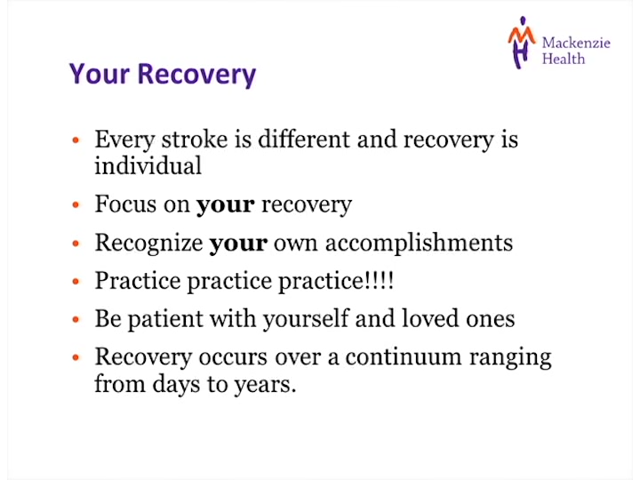 Mackenzie
Health
Your Recovery
• Every stroke is different and recovery is
individual
• Focus on your recovery
• Recognize your own accomplishments
• Practice practice practice!!!!
• Be patient with yourself and loved ones
• Recovery occurs over a continuum ranging
from days to years.